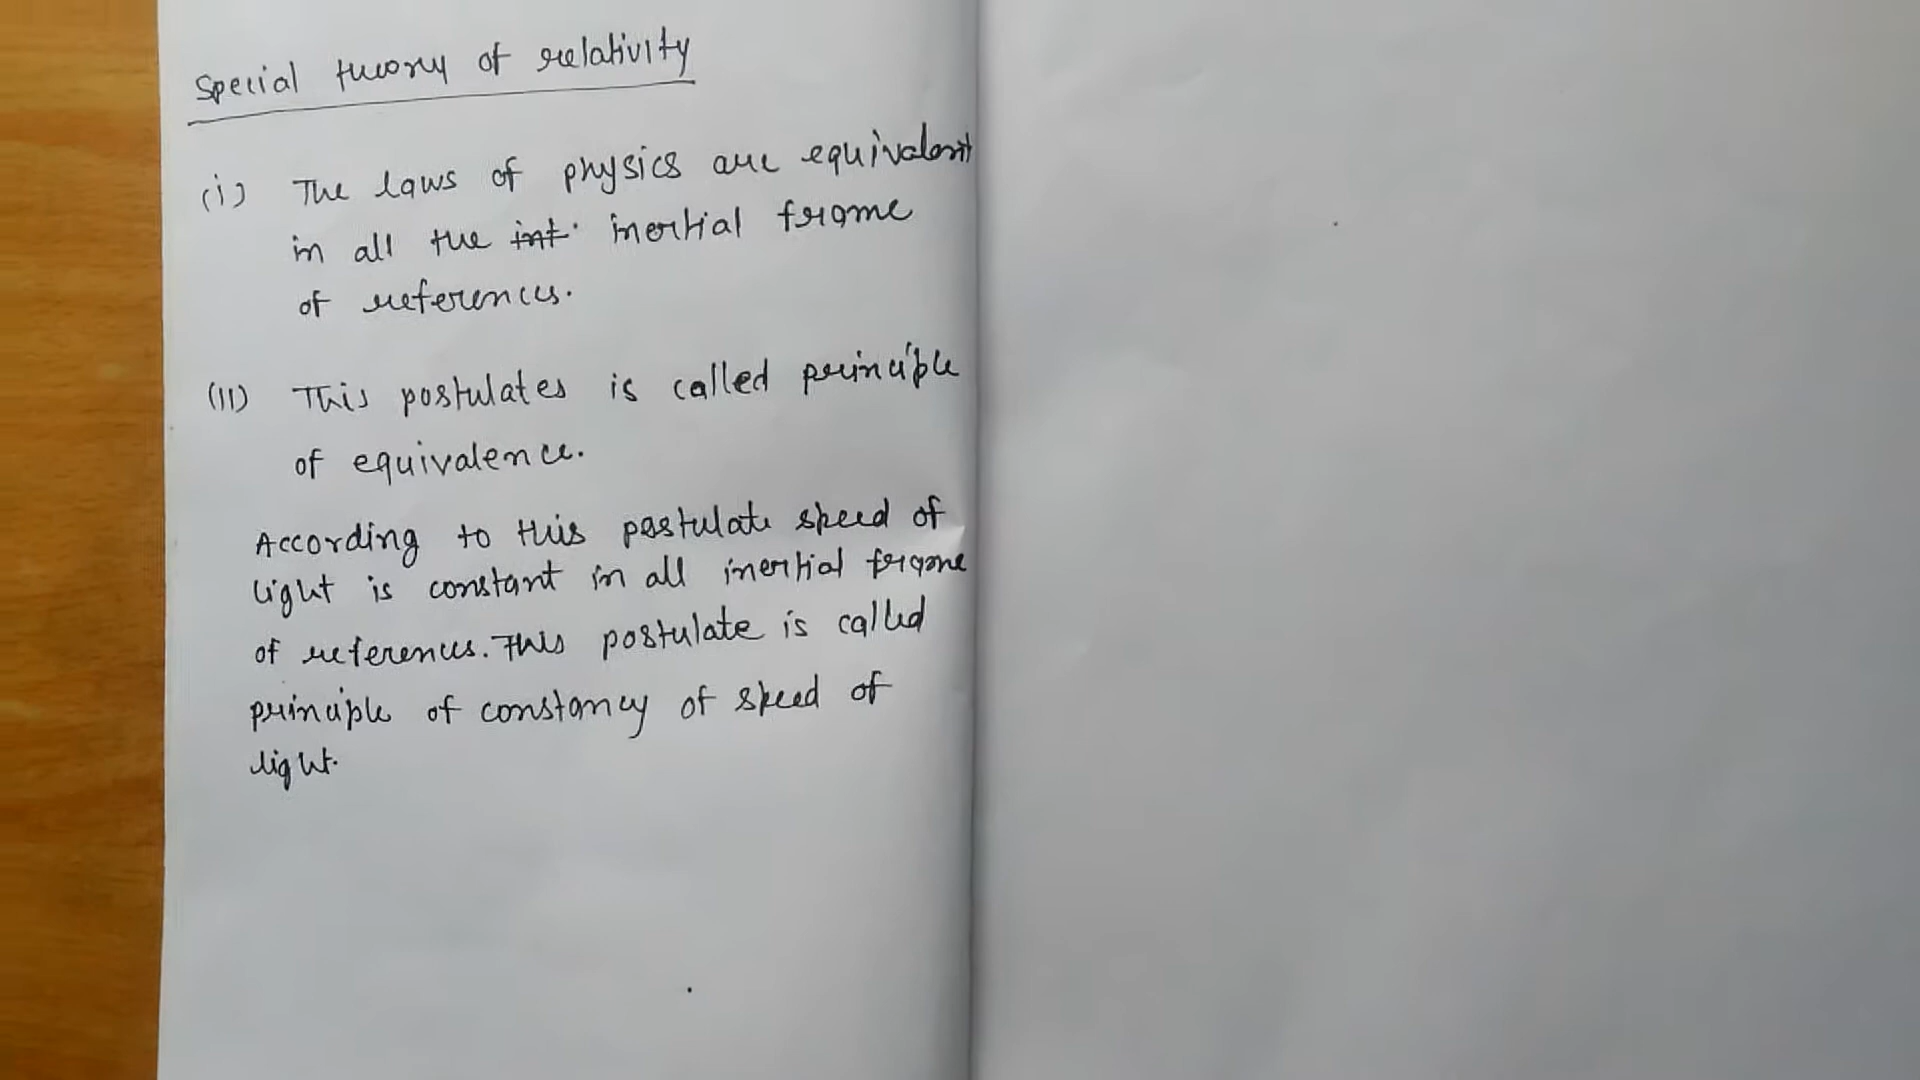 Special theory of relativity
(i) The laws of physics are equivalent
in all the int. inertial frame
of references.
(II) This postulates is called principle
of equivalence.
According to this postulate speed of
light is constant in all inertial frame
of references. This postulate is called
principle of constancy of speed of
light.